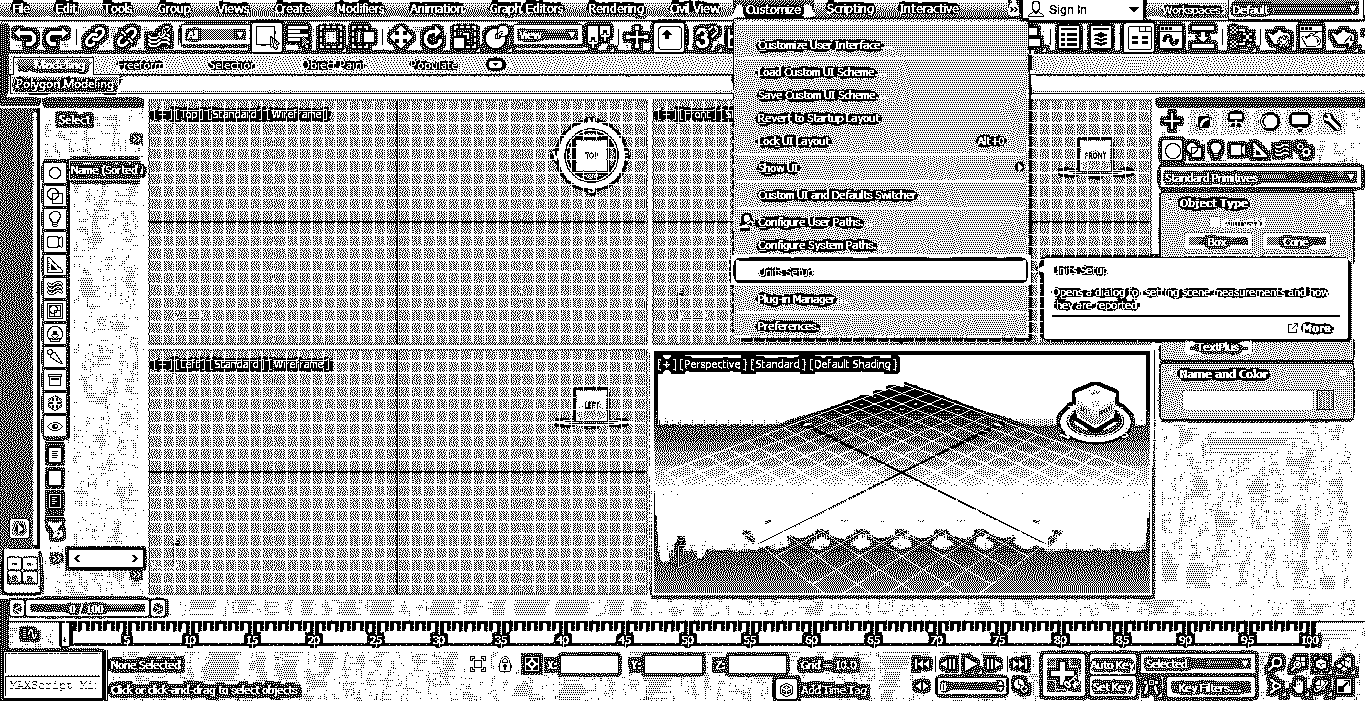 File Edit Tools Group Views Create Modifiers Animation Graph Editors Rendering Civil View Customize Scripting Interactive Sign In Workspaces: Default
All View
Modeling Freeform Selection Object Paint Populate
Polygon Modeling
Customize User Interface
Load Custom UI Scheme
Save Custom UI Scheme
Revert to Startup Layout
Lock UI Layout Alt+0
Show UI
Custom UI and Defaults Switcher
Configure User Paths
Configure System Paths
Units Setup
Plug-in Manager
Preferences
Units Setup
Opens a dialog for setting scene measurements and how
they are reported
More
Select
Name (Sorted
[+] [Top] [Standard] [Wireframe]
TOP
[+] [Front]
FRONT
[+] [Left] [Standard] [Wireframe]
LEFT
[+] [Perspective] [Standard] [Default Shading]
Standard Primitives
Object Type
Box Cone
TextPlus
Name and Color
0 / 100
5 10 15 20 25 30 35 40 45 50 55 60 65 70 75 80 85 90 95 100
None Selected X: Y: Z: Grid = 10.0 Auto Key Selected
MAXScript Mi
Click or click-and-drag to select objects Add Time Tag Set Key Key Filters...